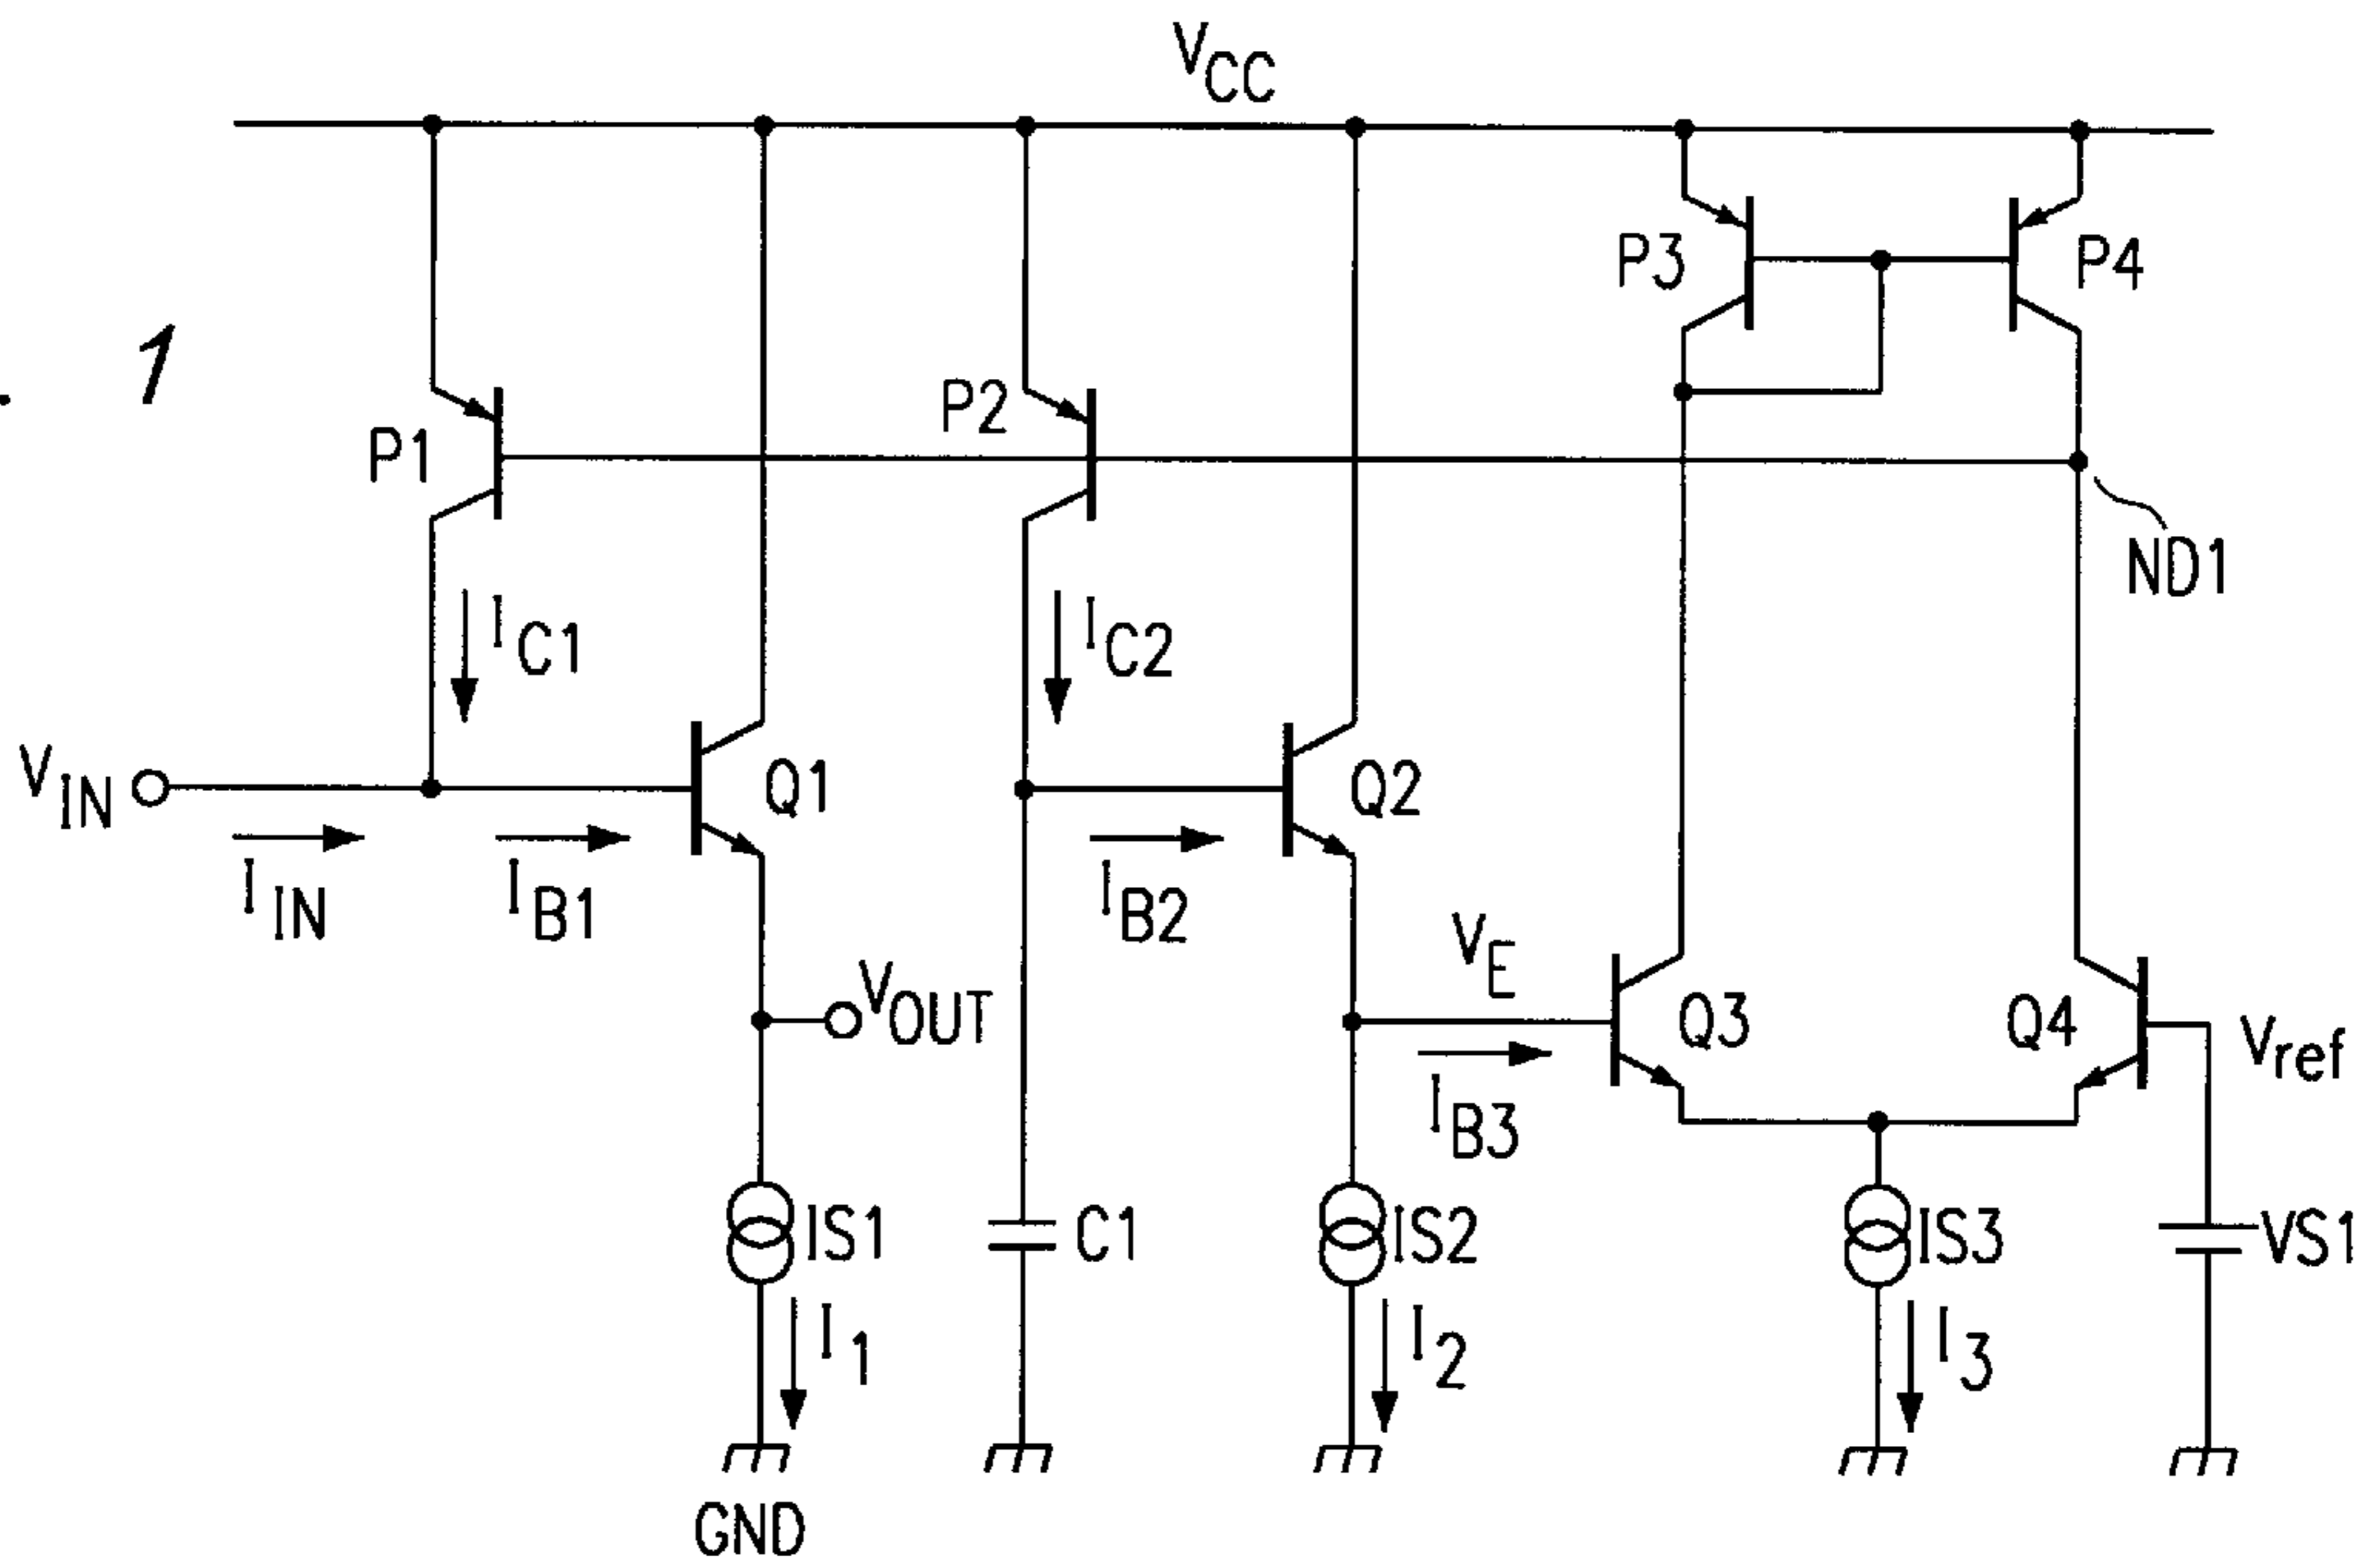 VCC
1
P1
P2
P3
P4
ND1
IC1
IC2
VIN
IIN
IB1
Q1
IB2
Q2
VOUT
VE
IB3
Q3
Q4
Vref
IS1
C1
IS2
IS3
VS1
I1
I2
I3
GND